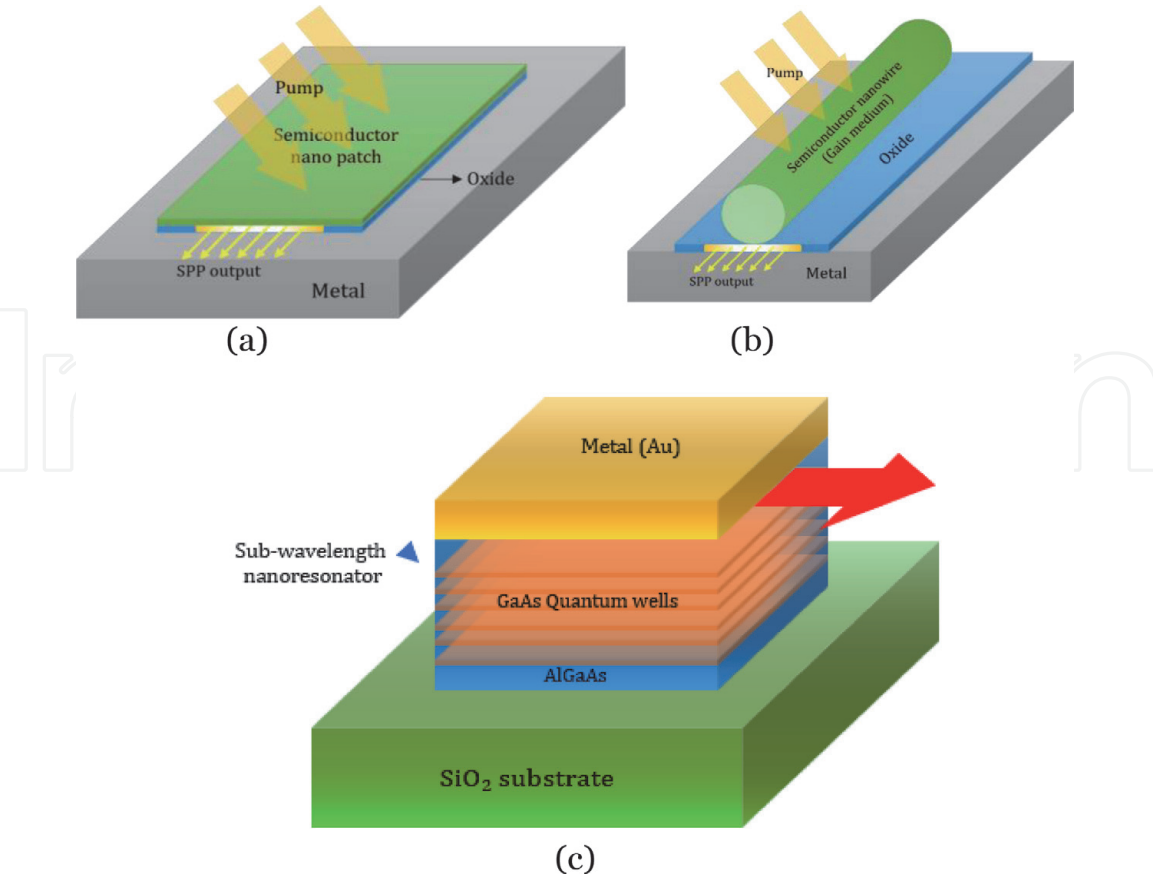 Pump
Semiconductor
nano patch
Oxide
SPP output
Metal
(a)
Pump
Semiconductor nanowire
(Gain medium)
Oxide
SPP output
Metal
(b)
Metal (Au)
Sub-wavelength
nanoresonator
GaAs Quantum wells
AlGaAs
SiO₂ substrate
(c)